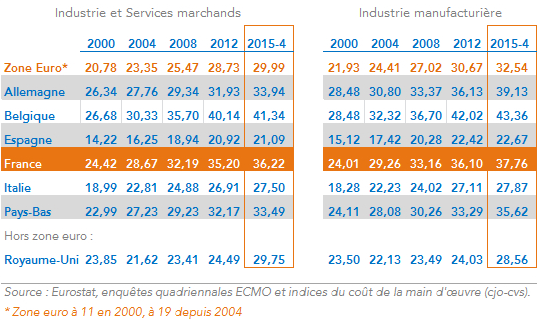 Industrie et Services marchands Industrie manufacturière
2000 2004 2008 2012 2015-4 2000 2004 2008 2012 2015-4
Zone Euro* 20,78 23,35 25,47 28,73 29,99 21,93 24,41 27,02 30,67 32,54
Allemagne 26,34 27,76 29,34 31,93 33,94 28,48 30,80 33,37 36,13 39,13
Belgique 26,68 30,33 35,70 40,14 41,34 28,48 32,32 36,70 42,02 43,36
Espagne 14,22 16,25 18,94 20,92 21,09 15,12 17,42 20,28 22,42 22,67
France 24,42 28,67 32,19 35,20 36,22 24,01 29,26 33,16 36,10 37,76
Italie 18,99 22,81 24,88 26,91 27,50 18,28 22,23 24,02 27,11 27,87
Pays-Bas 22,99 27,23 29,23 32,17 33,49 24,11 28,08 30,26 33,29 35,62
Hors zone euro :
Royaume-Uni 23,85 21,62 23,41 24,49 29,75 23,50 22,13 23,49 24,03 28,56
Source : Eurostat, enquêtes quadriennales ECMO et indices du coût de la main d'œuvre (cjo-cvs).
* Zone euro à 11 en 2000, à 19 depuis 2004